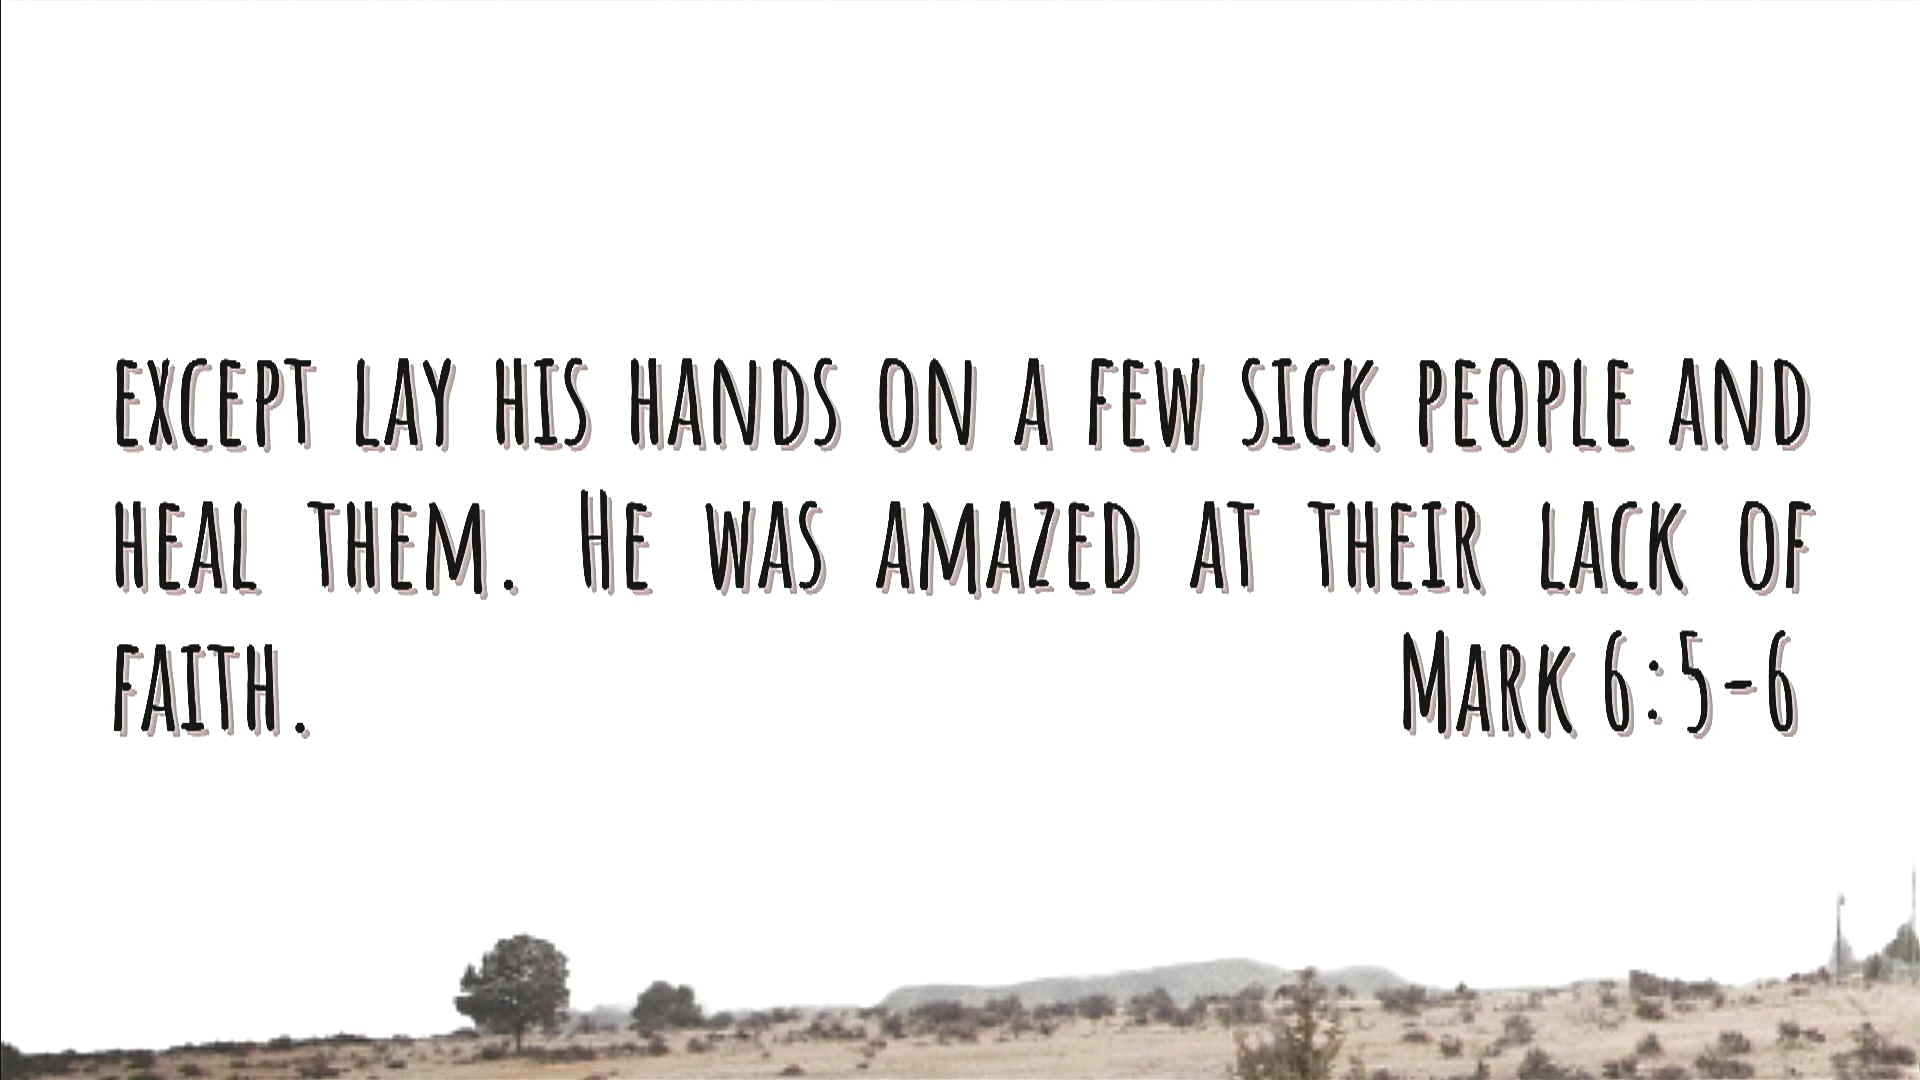 except lay his hands on a few sick people and
heal them. He was amazed at their lack of
faith. Mark 6:5-6